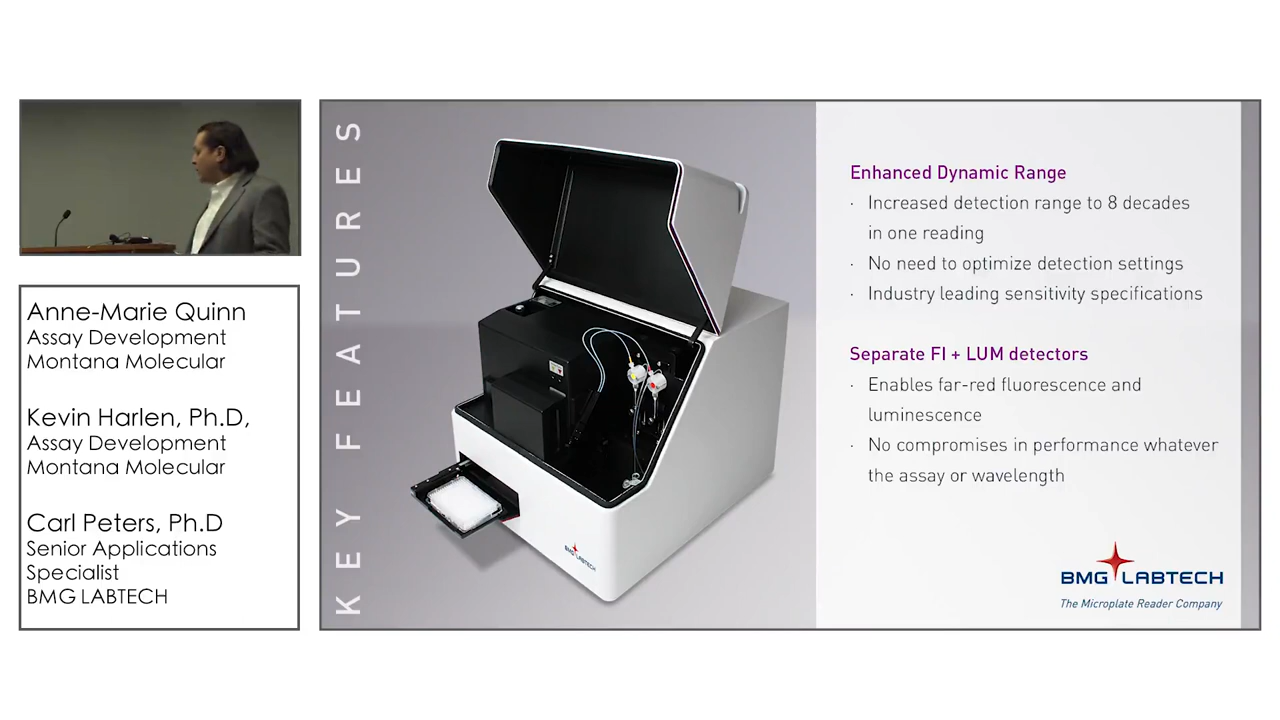 Anne-Marie Quinn
Assay Development
Montana Molecular
Kevin Harlen, Ph.D,
Assay Development
Montana Molecular
Carl Peters, Ph.D
Senior Applications
Specialist
BMG LABTECH
KEY FEATURES
BMG LABTECH
Enhanced Dynamic Range
· Increased detection range to 8 decades
in one reading
· No need to optimize detection settings
· Industry leading sensitivity specifications
Separate FI + LUM detectors
· Enables far-red fluorescence and
luminescence
· No compromises in performance whatever
the assay or wavelength
BMG LABTECH
The Microplate Reader Company